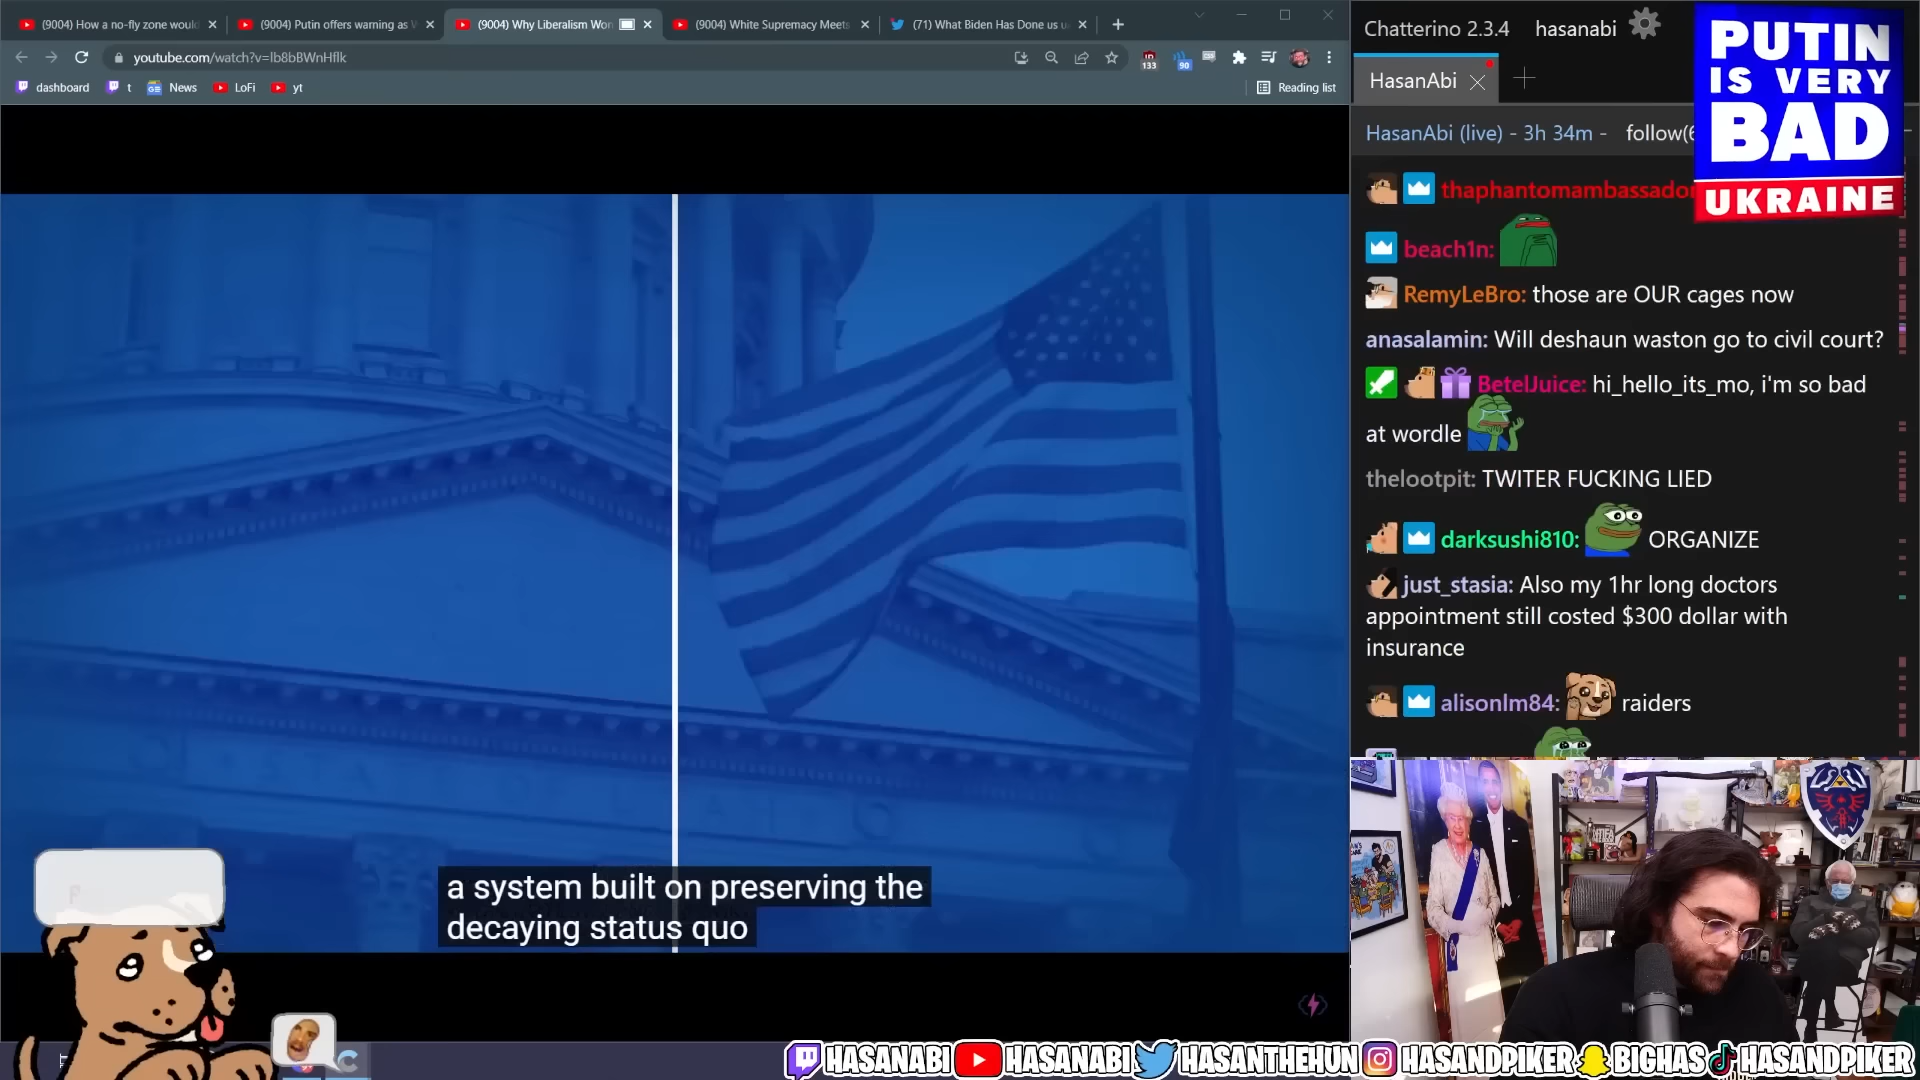 (9004) How a no-fly zone would
(9004) Putin offers warning as W
(9004) Why Liberalism Won
(9004) White Supremacy Meets
(71) What Biden Has Done us u
youtube.com/watch?v=lb8bBWnHflk
133
90
dashboard
t
News
LoFi
yt
Reading list
a system built on preserving the
decaying status quo
Chatterino 2.3.4
hasanabi
HasanAbi
HasanAbi (live) - 3h 34m -
PUTIN
IS VERY
BAD
UKRAINE
thaphantomambassador
beach1n:
RemyLeBro: those are OUR cages now
anasalamin: Will deshaun waston go to civil court?
BetelJuice: hi_hello_its_mo, i'm so bad
at wordle
thelootpit: TWITER FUCKING LIED
darksushi810: ORGANIZE
just_stasia: Also my 1hr long doctors
appointment still costed $300 dollar with
insurance
alisonlm84: raiders
HASANABI
HASANABI
HASANTHEHUN
HASANDPIKER
BIGHAS
HASANDPIKER